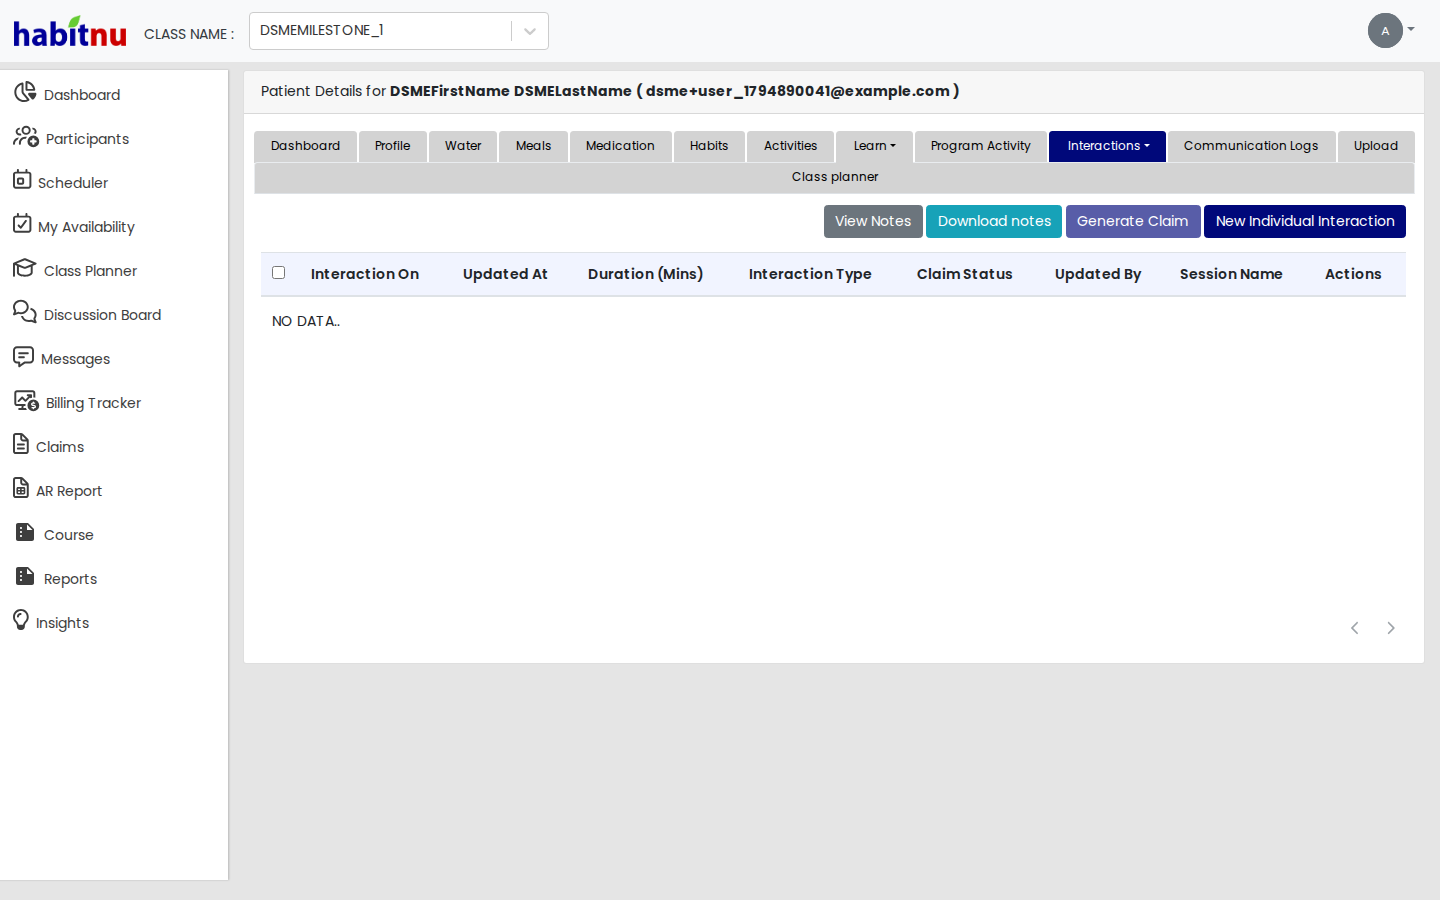 habitnu CLASS NAME : DSMEMILESTONE_1 A
Dashboard
Participants
Scheduler
My Availability
Class Planner
Discussion Board
Messages
Billing Tracker
Claims
AR Report
Course
Reports
Insights
Patient Details for DSMEFirstName DSMELastName ( dsme+user_1794890041@example.com )
Dashboard Profile Water Meals Medication Habits Activities Learn Program Activity Interactions Communication Logs Upload
Class planner
View Notes Download notes Generate Claim New Individual Interaction
Interaction On Updated At Duration (Mins) Interaction Type Claim Status Updated By Session Name Actions
NO DATA..